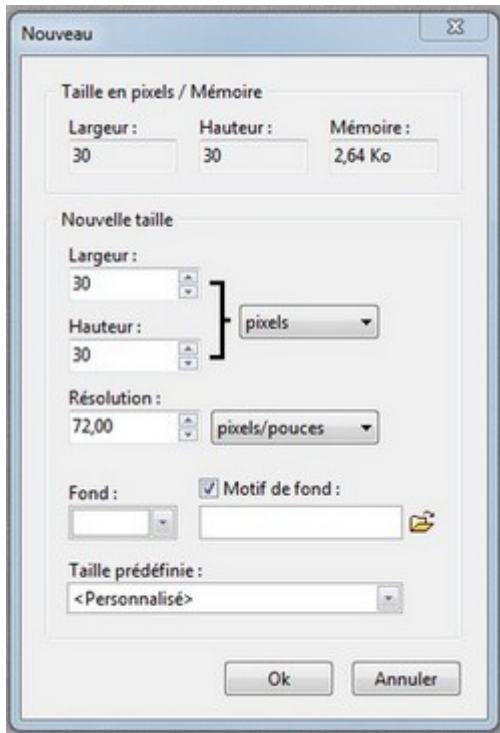 Nouveau
Taille en pixels / Mémoire
Largeur : Hauteur : Mémoire :
30 30 2,64 Ko
Nouvelle taille
Largeur :
30
pixels
Hauteur :
30
Résolution :
72,00 pixels/pouces
Fond : Motif de fond :
Taille prédéfinie :
<Personnalisé>
Ok Annuler